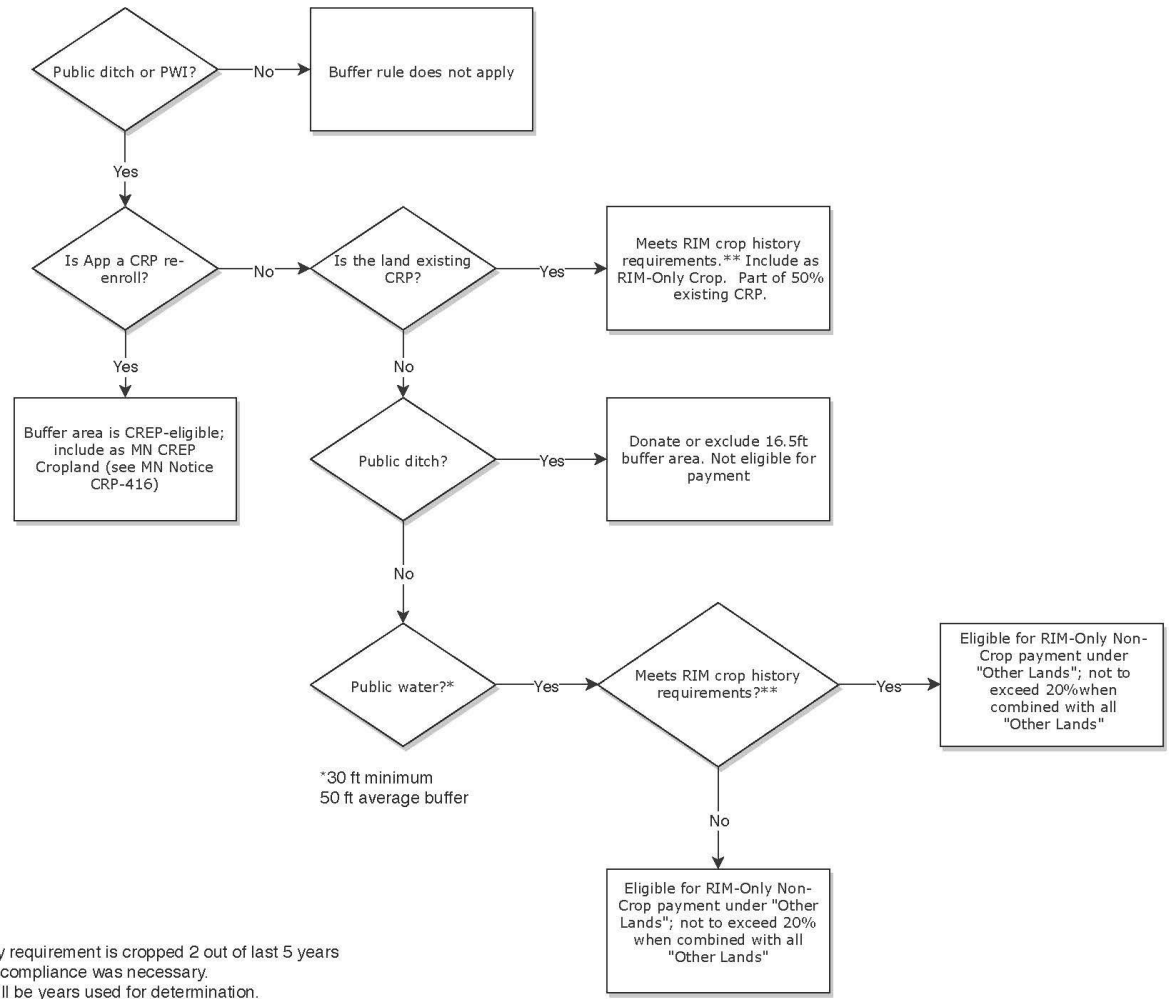 Public ditch or PWI?
No
Buffer rule does not apply
Yes
Is App a CRP re-
enroll?
No
Is the land existing
CRP?
Yes
Meets RIM crop history
requirements.** Include as
RIM-Only Crop.  Part of 50%
existing CRP.
Yes
No
Buffer area is CREP-eligible;
include as MN CREP
Cropland (see MN Notice
CRP-416)
Public ditch?
Yes
Donate or exclude 16.5ft
buffer area. Not eligible for
payment
No
Public water?*
Yes
Meets RIM crop history
requirements?**
Yes
Eligible for RIM-Only Non-
Crop payment under
"Other Lands"; not to
exceed 20%when
combined with all
"Other Lands"
*30 ft minimum
50 ft average buffer
No
Eligible for RIM-Only Non-
Crop payment under "Other
Lands"; not to exceed 20%
when combined with all
"Other Lands"
requirement is cropped 2 out of last 5 years
compliance was necessary.
be years used for determination.